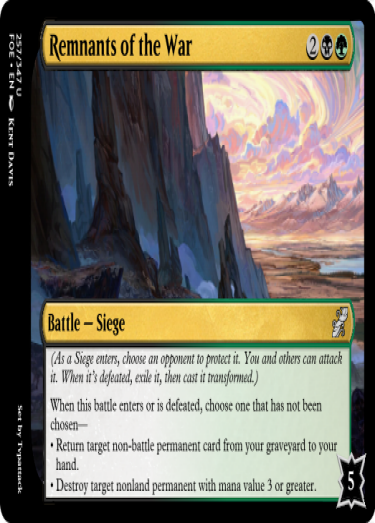 Remnants of the War
2
Battle – Siege
(As a Siege enters, choose an opponent to protect it. You and others can attack
it. When it's defeated, exile it, then cast it transformed.)
When this battle enters or is defeated, choose one that has not been
chosen—
• Return target non-battle permanent card from your graveyard to your
hand.
• Destroy target nonland permanent with mana value 3 or greater.
5
257/347 U
FOE • EN Kent Davis
Set by Tvpattack